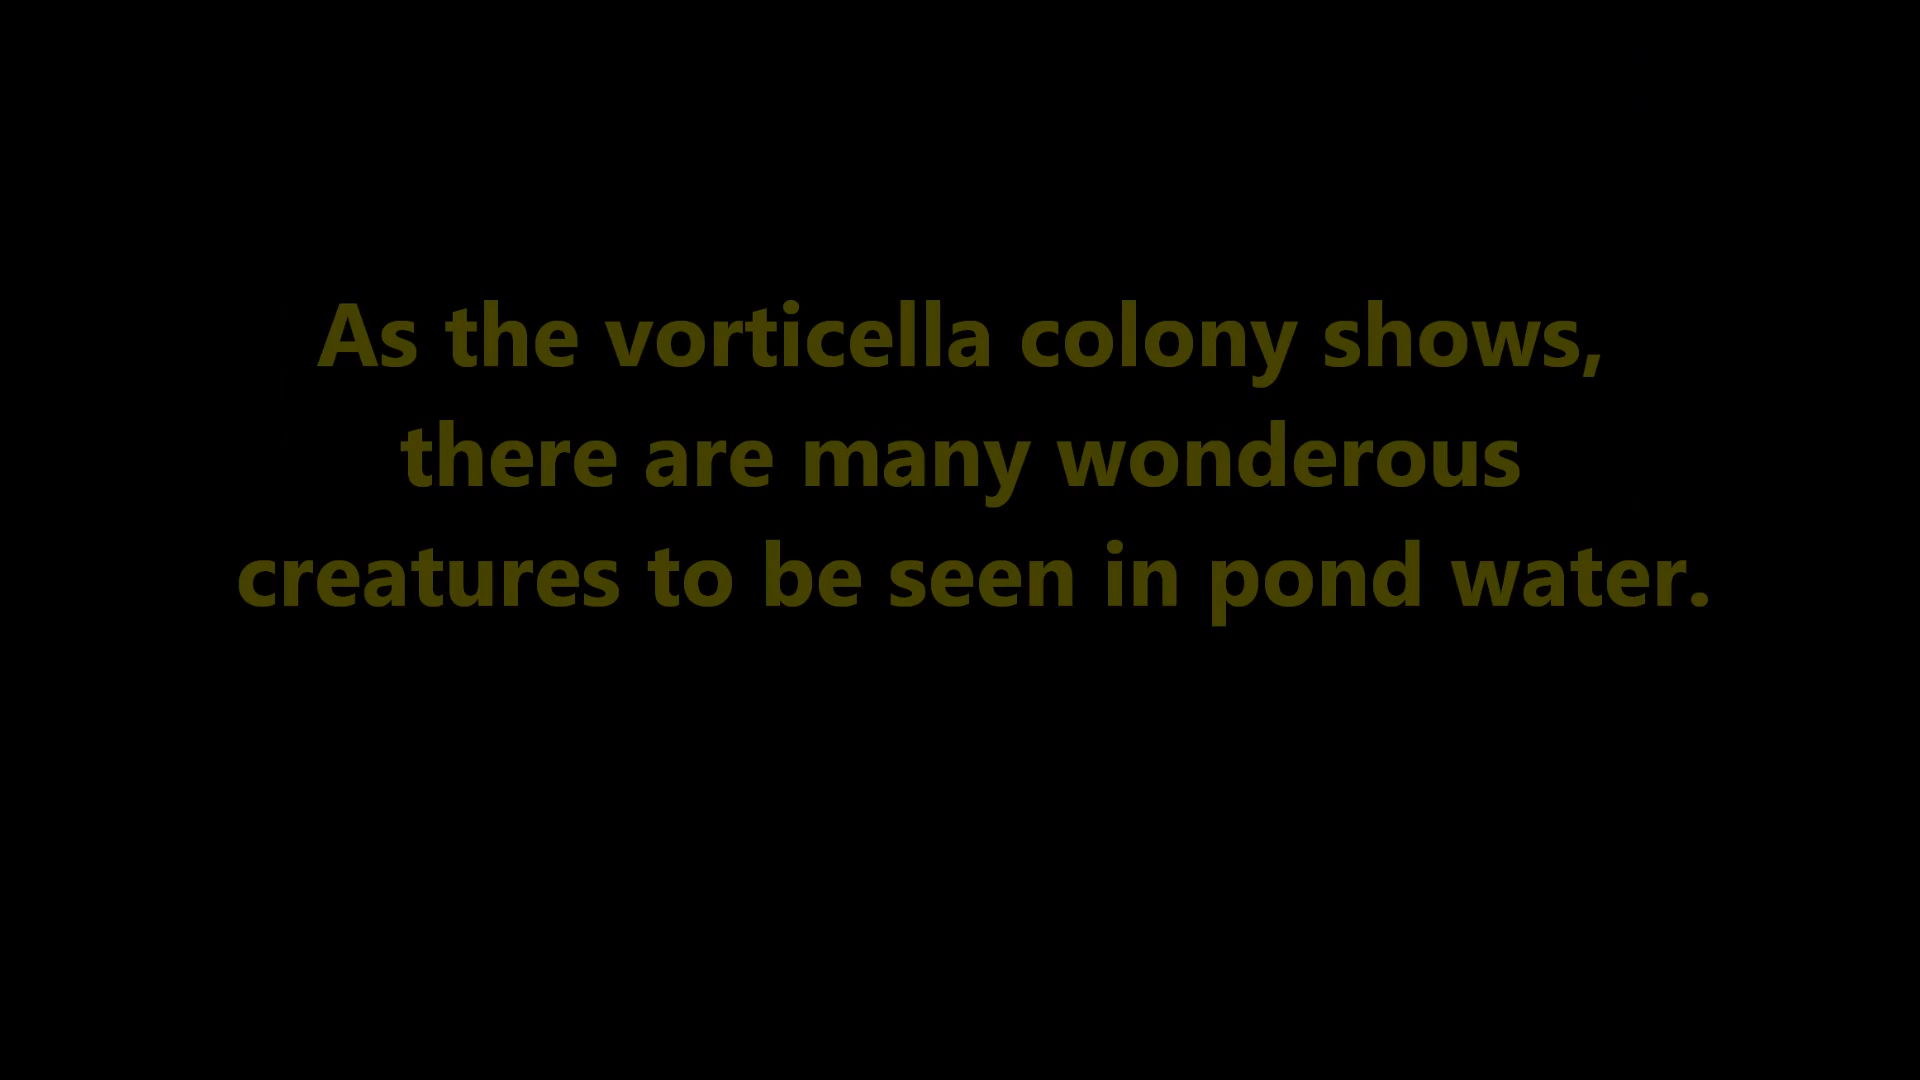 As the vorticella colony shows,
there are many wonderous
creatures to be seen in pond water.